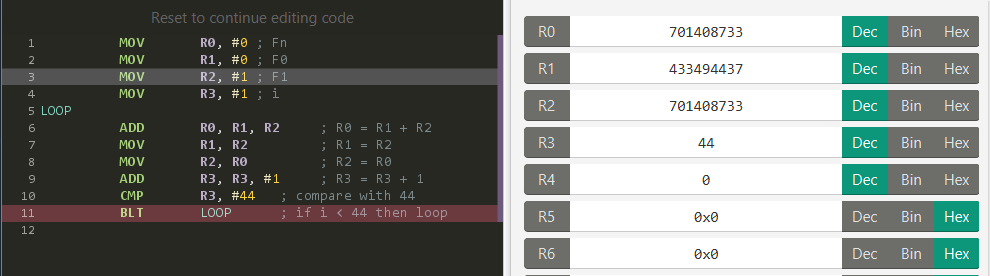 Reset to continue editing code
1 MOV R0, #0 ; Fn
2 MOV R1, #0 ; F0
3 MOV R2, #1 ; F1
4 MOV R3, #1 ; i
5 LOOP
6 ADD R0, R1, R2 ; R0 = R1 + R2
7 MOV R1, R2 ; R1 = R2
8 MOV R2, R0 ; R2 = R0
9 ADD R3, R3, #1 ; R3 = R3 + 1
10 CMP R3, #44 ; compare with 44
11 BLT LOOP ; if i < 44 then loop
12
R0 701408733 Dec Bin Hex
R1 433494437 Dec Bin Hex
R2 701408733 Dec Bin Hex
R3 44 Dec Bin Hex
R4 0 Dec Bin Hex
R5 0x0 Dec Bin Hex
R6 0x0 Dec Bin Hex